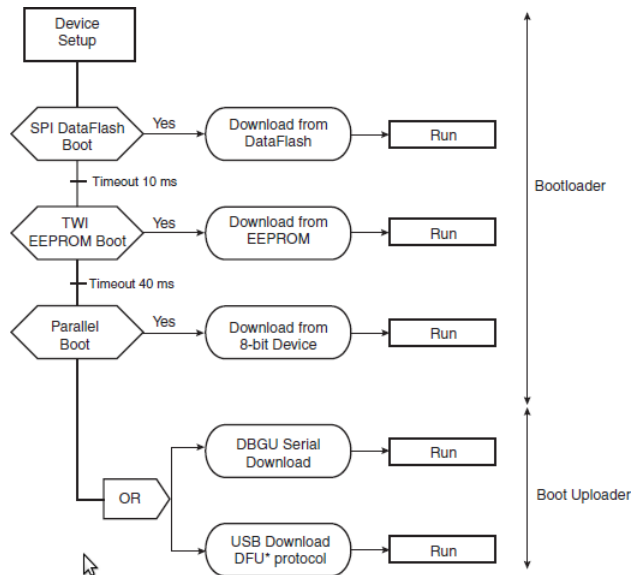 Device
Setup
SPI DataFlash
Boot
Yes
Download from
DataFlash
Run
Timeout 10 ms
Bootloader
TWI
EEPROM Boot
Yes
Download from
EEPROM
Run
Timeout 40 ms
Parallel
Boot
Yes
Download from
8-bit Device
Run
DBGU Serial
Download
Run
OR
Boot Uploader
USB Download
DFU* protocol
Run